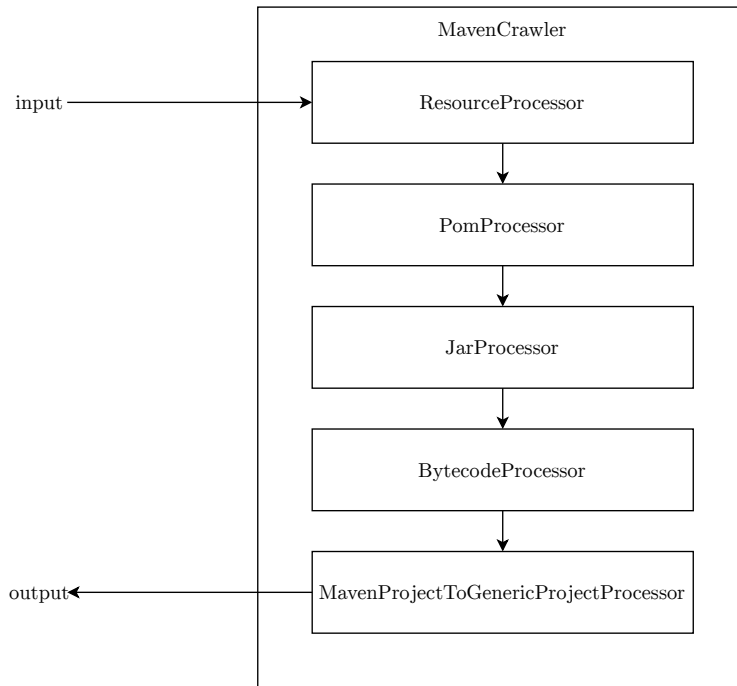 MavenCrawler
input
ResourceProcessor
PomProcessor
JarProcessor
BytecodeProcessor
output
MavenProjectToGenericProjectProcessor